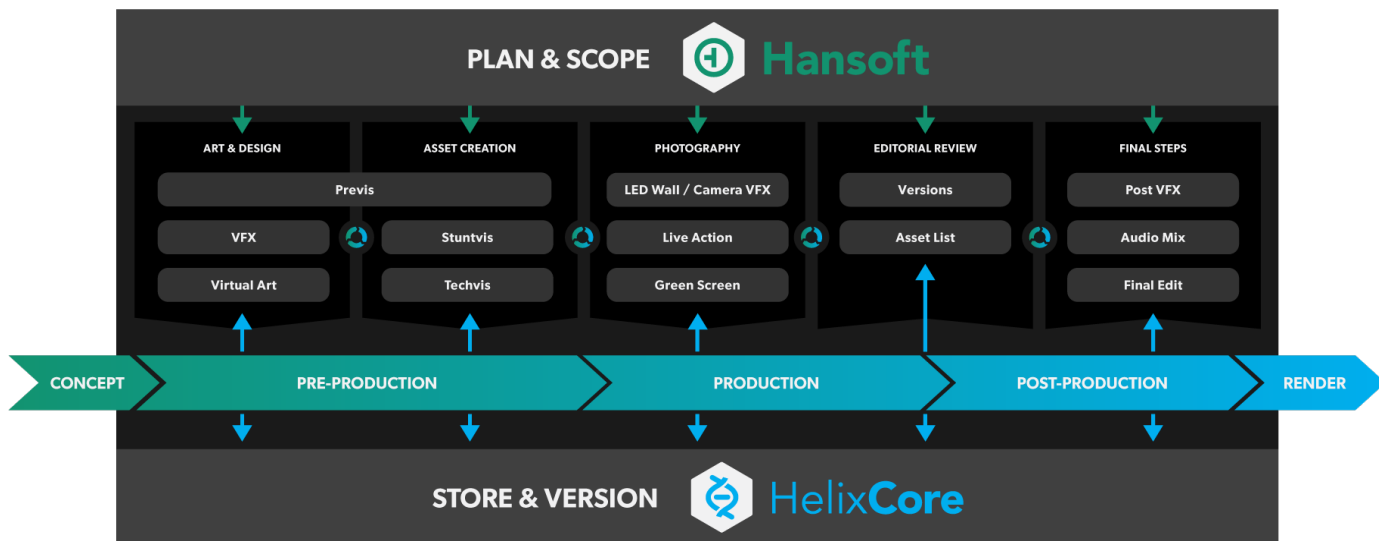 PLAN & SCOPE Hansoft
ART & DESIGN
ASSET CREATION
PHOTOGRAPHY
EDITORIAL REVIEW
FINAL STEPS
Previs
LED Wall / Camera VFX
Versions
Post VFX
VFX
Stuntvis
Live Action
Asset List
Audio Mix
Virtual Art
Techvis
Green Screen
Final Edit
CONCEPT
PRE-PRODUCTION
PRODUCTION
POST-PRODUCTION
RENDER
STORE & VERSION HelixCore